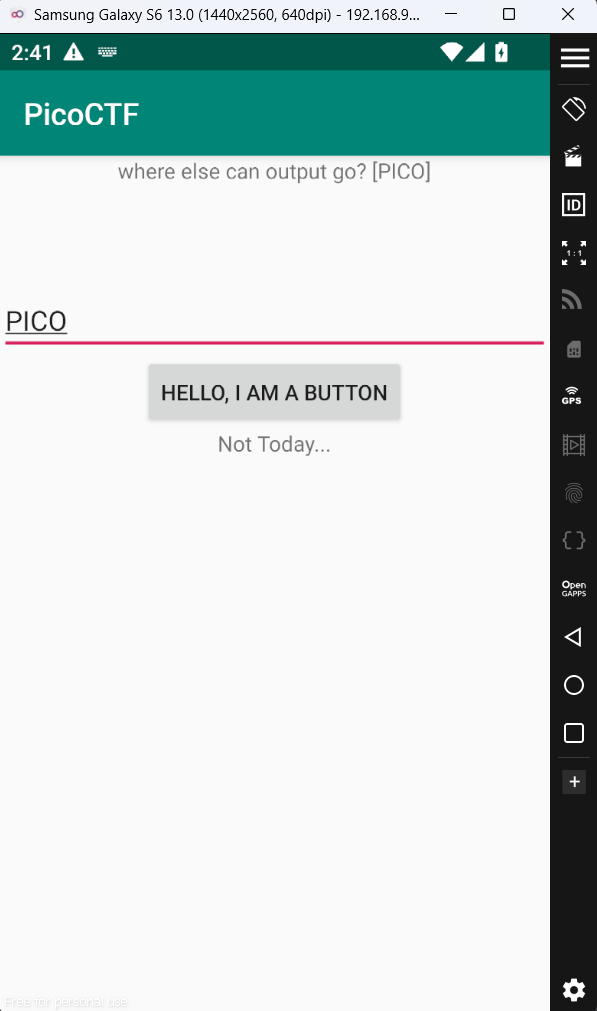 Samsung Galaxy S6 13.0 (1440x2560, 640dpi) - 192.168.9...
2:41
PicoCTF
where else can output go? [PICO]
PICO
HELLO, I AM A BUTTON
Not Today...
ID
1 : 1
GPS
Open
GAPPS
Free for personal use